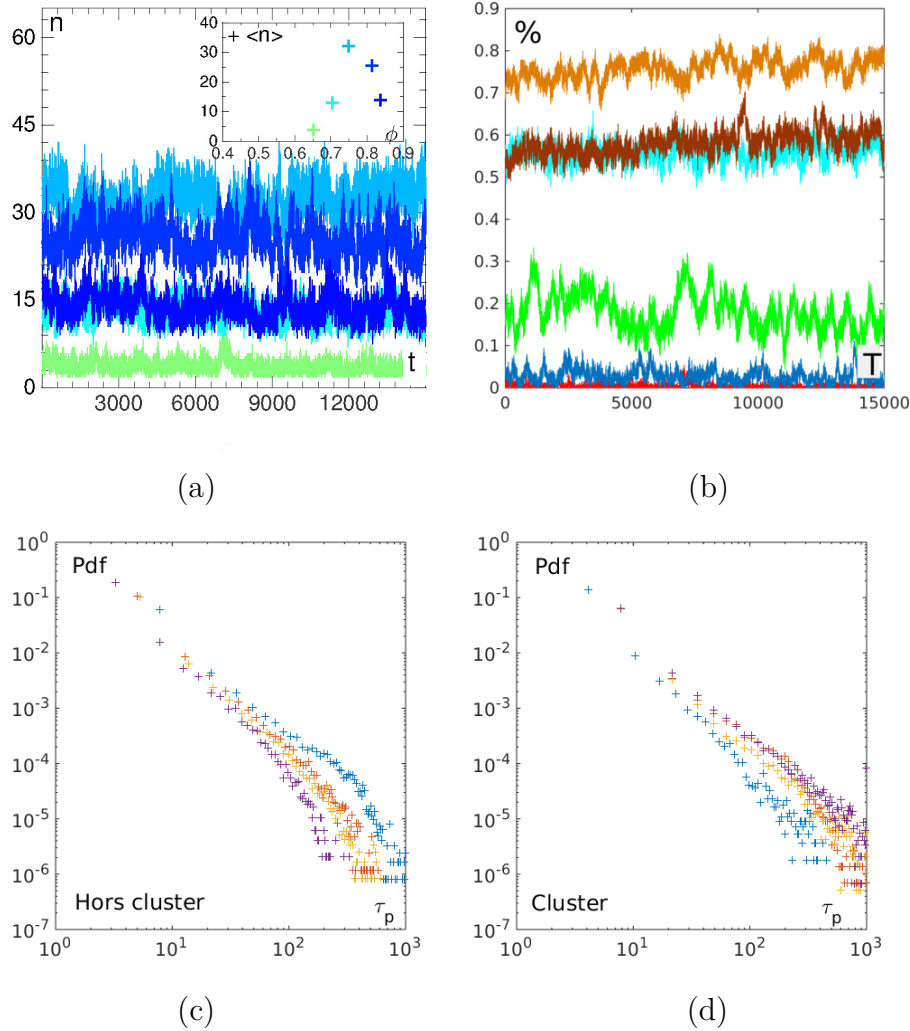 n
+ <n>
40
30
20
10
0
0.4 0.5 0.6 0.7 0.8 0.9
ϕ
60
45
30
15
0
3000 6000 9000 12000
t
(a)
%
0.9
0.8
0.7
0.6
0.5
0.4
0.3
0.2
0.1
0
0 5000 10000 15000
T
(b)
Pdf
10^0
10^-1
10^-2
10^-3
10^-4
10^-5
10^-6
10^-7
Hors cluster
τ_p
10^0 10^1 10^2 10^3
(c)
Pdf
10^0
10^-1
10^-2
10^-3
10^-4
10^-5
10^-6
10^-7
Cluster
τ_p
10^0 10^1 10^2 10^3
(d)